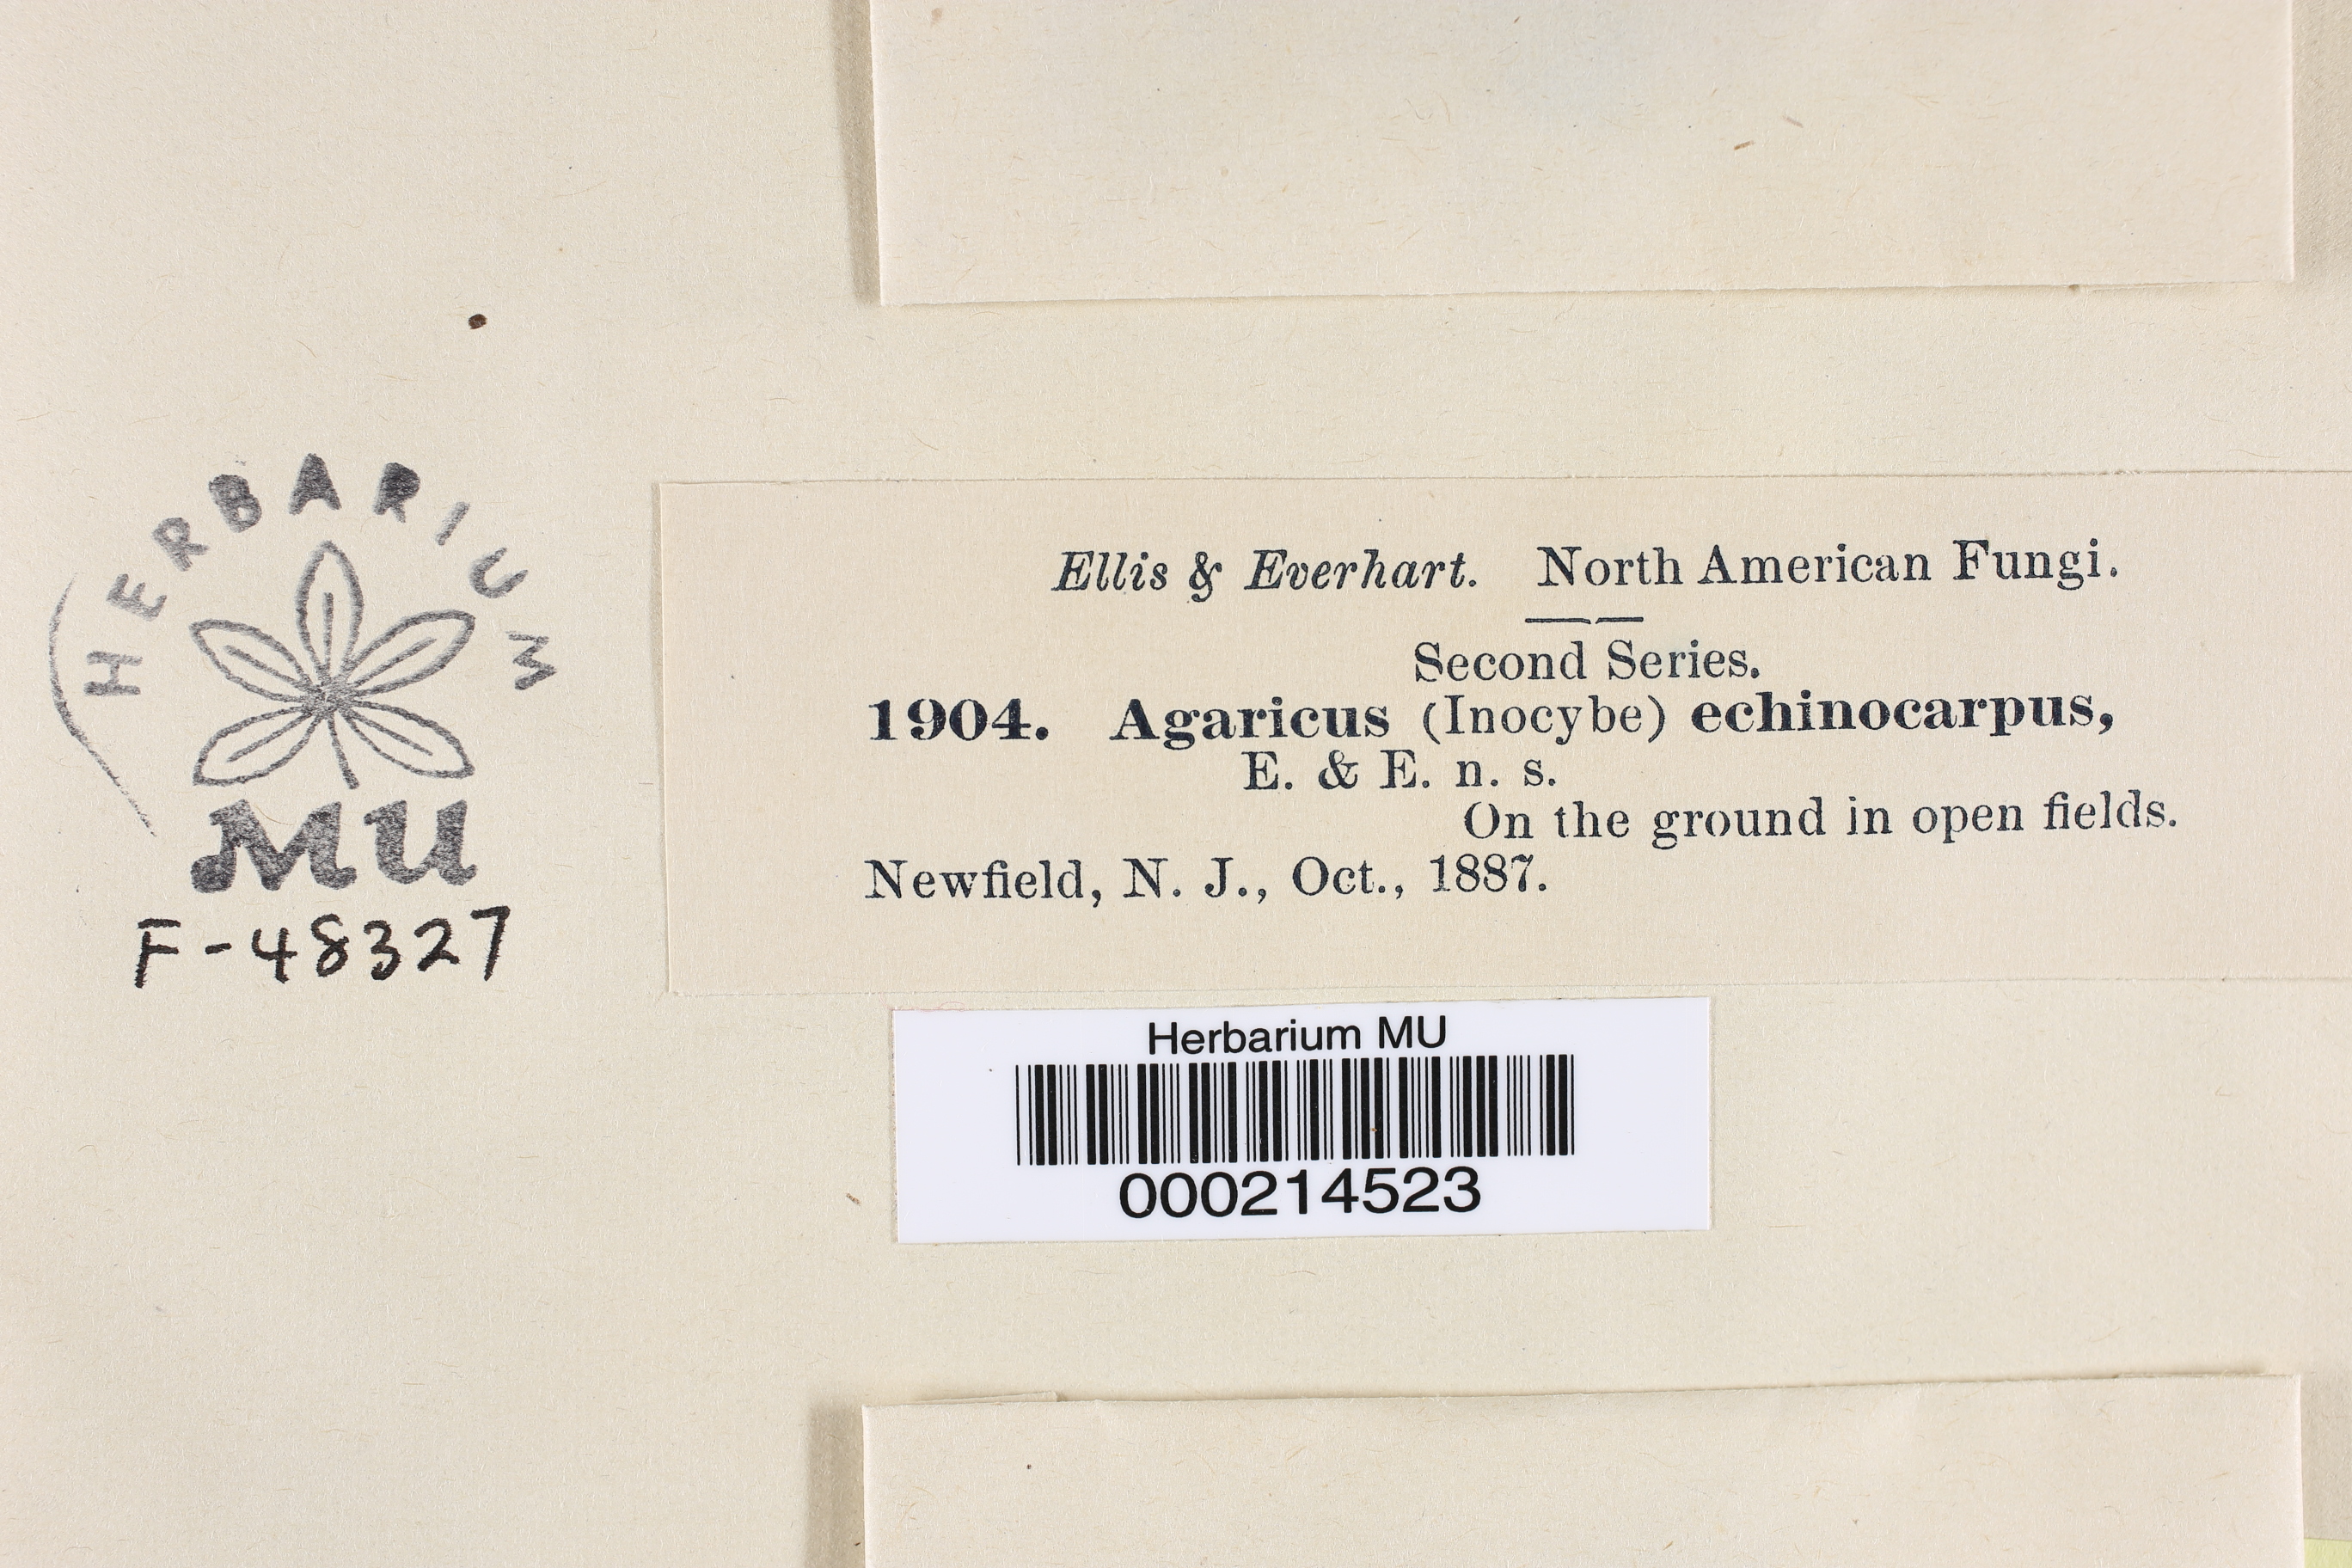 HERBARIUM
MU
F-48327
Ellis & Everhart. North American Fungi.
Second Series.
1904. Agaricus (Inocybe) echinocarpus,
E. & E. n. s.
On the ground in open fields.
Newfield, N. J., Oct., 1887.
Herbarium MU
000214523